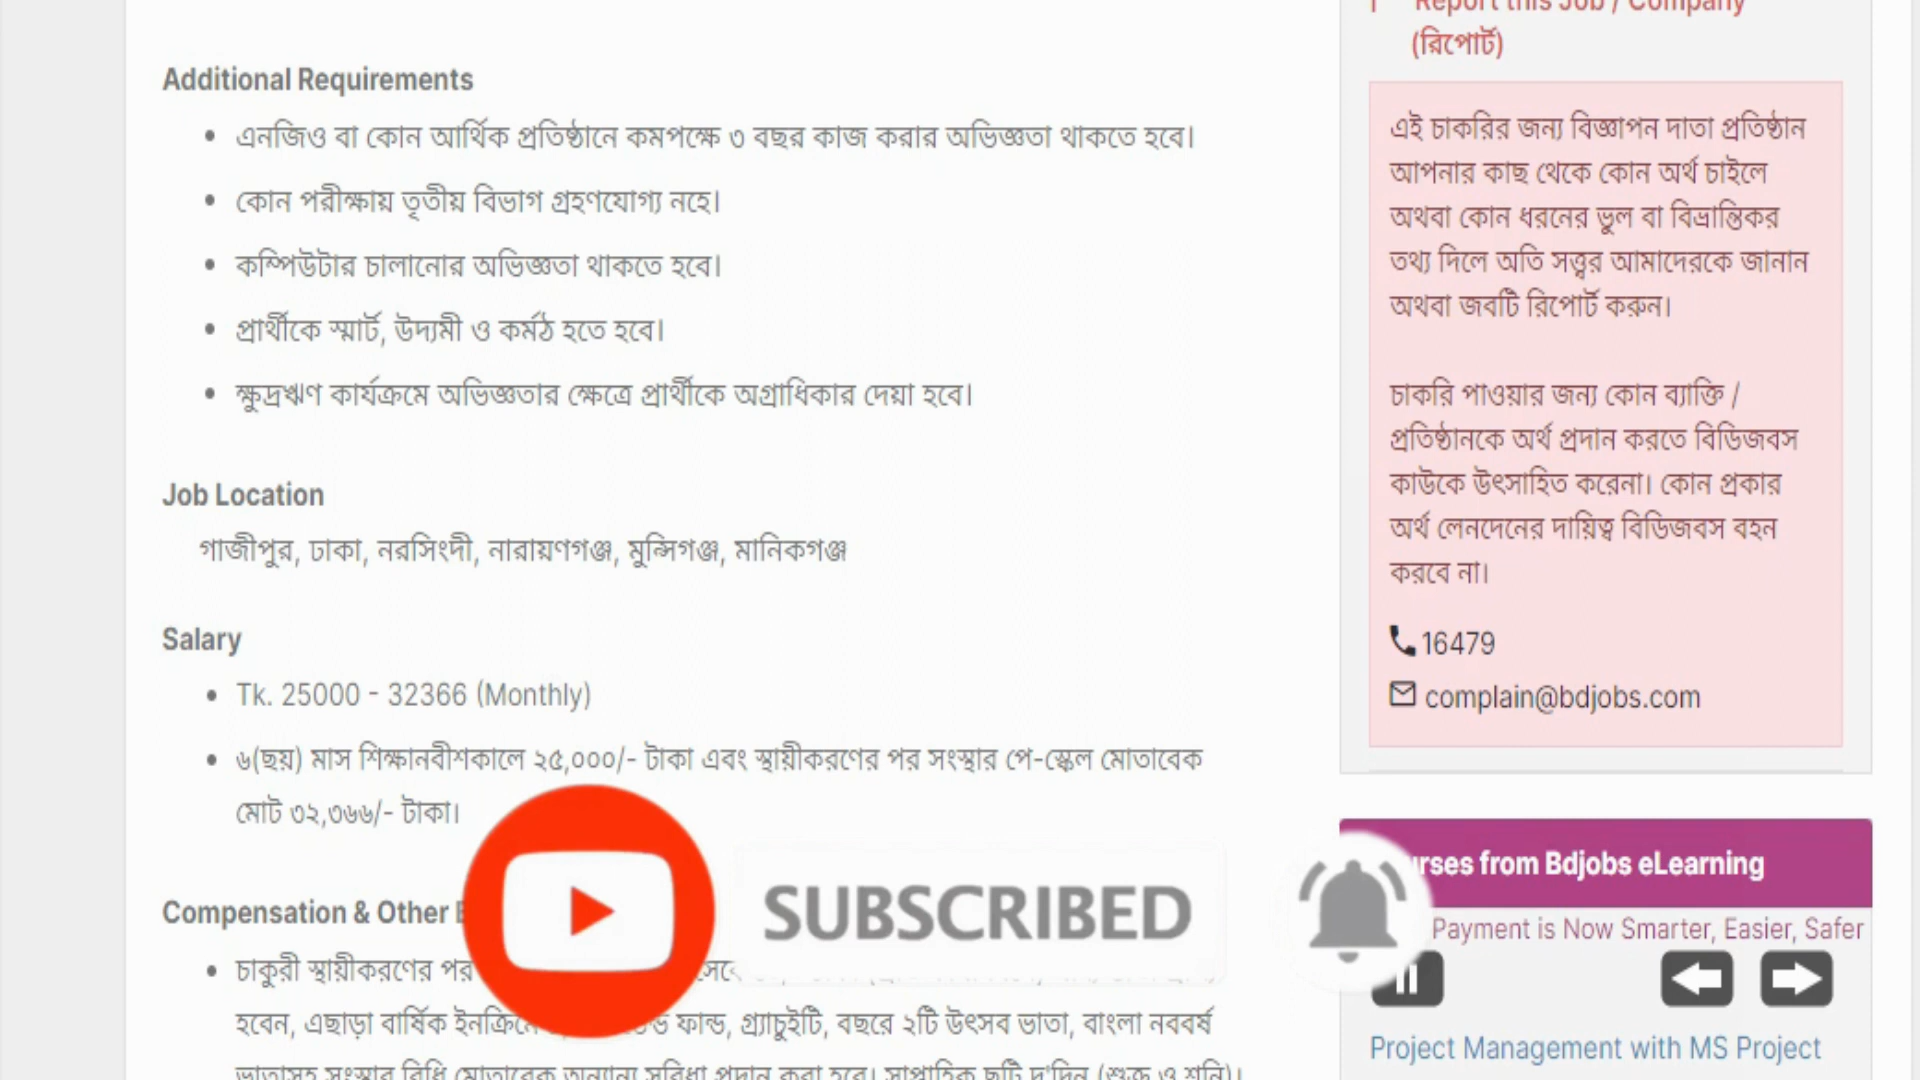 Additional Requirements
এনজিও বা কোন আর্থিক প্রতিষ্ঠানে কমপক্ষে ৩ বছর কাজ করার অভিজ্ঞতা থাকতে হবে।
কোন পরীক্ষায় তৃতীয় বিভাগ গ্রহণযোগ্য নহে।
কম্পিউটার চালানোর অভিজ্ঞতা থাকতে হবে।
প্রার্থীকে স্মার্ট, উদ্যমী ও কর্মঠ হতে হবে।
ক্ষুদ্রঋণ কার্যক্রমে অভিজ্ঞতার ক্ষেত্রে প্রার্থীকে অগ্রাধিকার দেয়া হবে।
Job Location
গাজীপুর, ঢাকা, নরসিংদী, নারায়ণগঞ্জ, মুন্সিগঞ্জ, মানিকগঞ্জ
Salary
Tk. 25000 - 32366 (Monthly)
৬(ছয়) মাস শিক্ষানবীশকালে ২৫,০০০/- টাকা এবং স্থায়ীকরণের পর সংস্থার পে-স্কেল মোতাবেক
মোট ৩২,৩৬৬/- টাকা।
Compensation & Other
চাকুরী স্থায়ীকরণের পর
হবেন, এছাড়া বার্ষিক ফান্ড, গ্র্যাচুইটি, বছরে ২টি উৎসব ভাতা, বাংলা নববর্ষ
ভাতাসহ সংস্থার বিধি মোতাবেক অন্যান্য সুবিধা প্রদান করা হবে। সাপ্তাহিক ছুটি দু'দিন (শুক্র ও শনি)।
SUBSCRIBED
Report this Job / Company
(রিপোর্ট)
এই চাকরির জন্য বিজ্ঞাপন দাতা প্রতিষ্ঠান
আপনার কাছ থেকে কোন অর্থ চাইলে
অথবা কোন ধরনের ভুল বা বিভ্রান্তিকর
তথ্য দিলে অতি সত্ত্বর আমাদেরকে জানান
অথবা জবটি রিপোর্ট করুন।
চাকরি পাওয়ার জন্য কোন ব্যাক্তি /
প্রতিষ্ঠানকে অর্থ প্রদান করতে বিডিজবস
কাউকে উৎসাহিত করেনা। কোন প্রকার
অর্থ লেনদেনের দায়িত্ব বিডিজবস বহন
করবে না।
16479
complain@bdjobs.com
from Bdjobs eLearning
Payment is Now Smarter, Easier, Safer
Project Management with MS Project